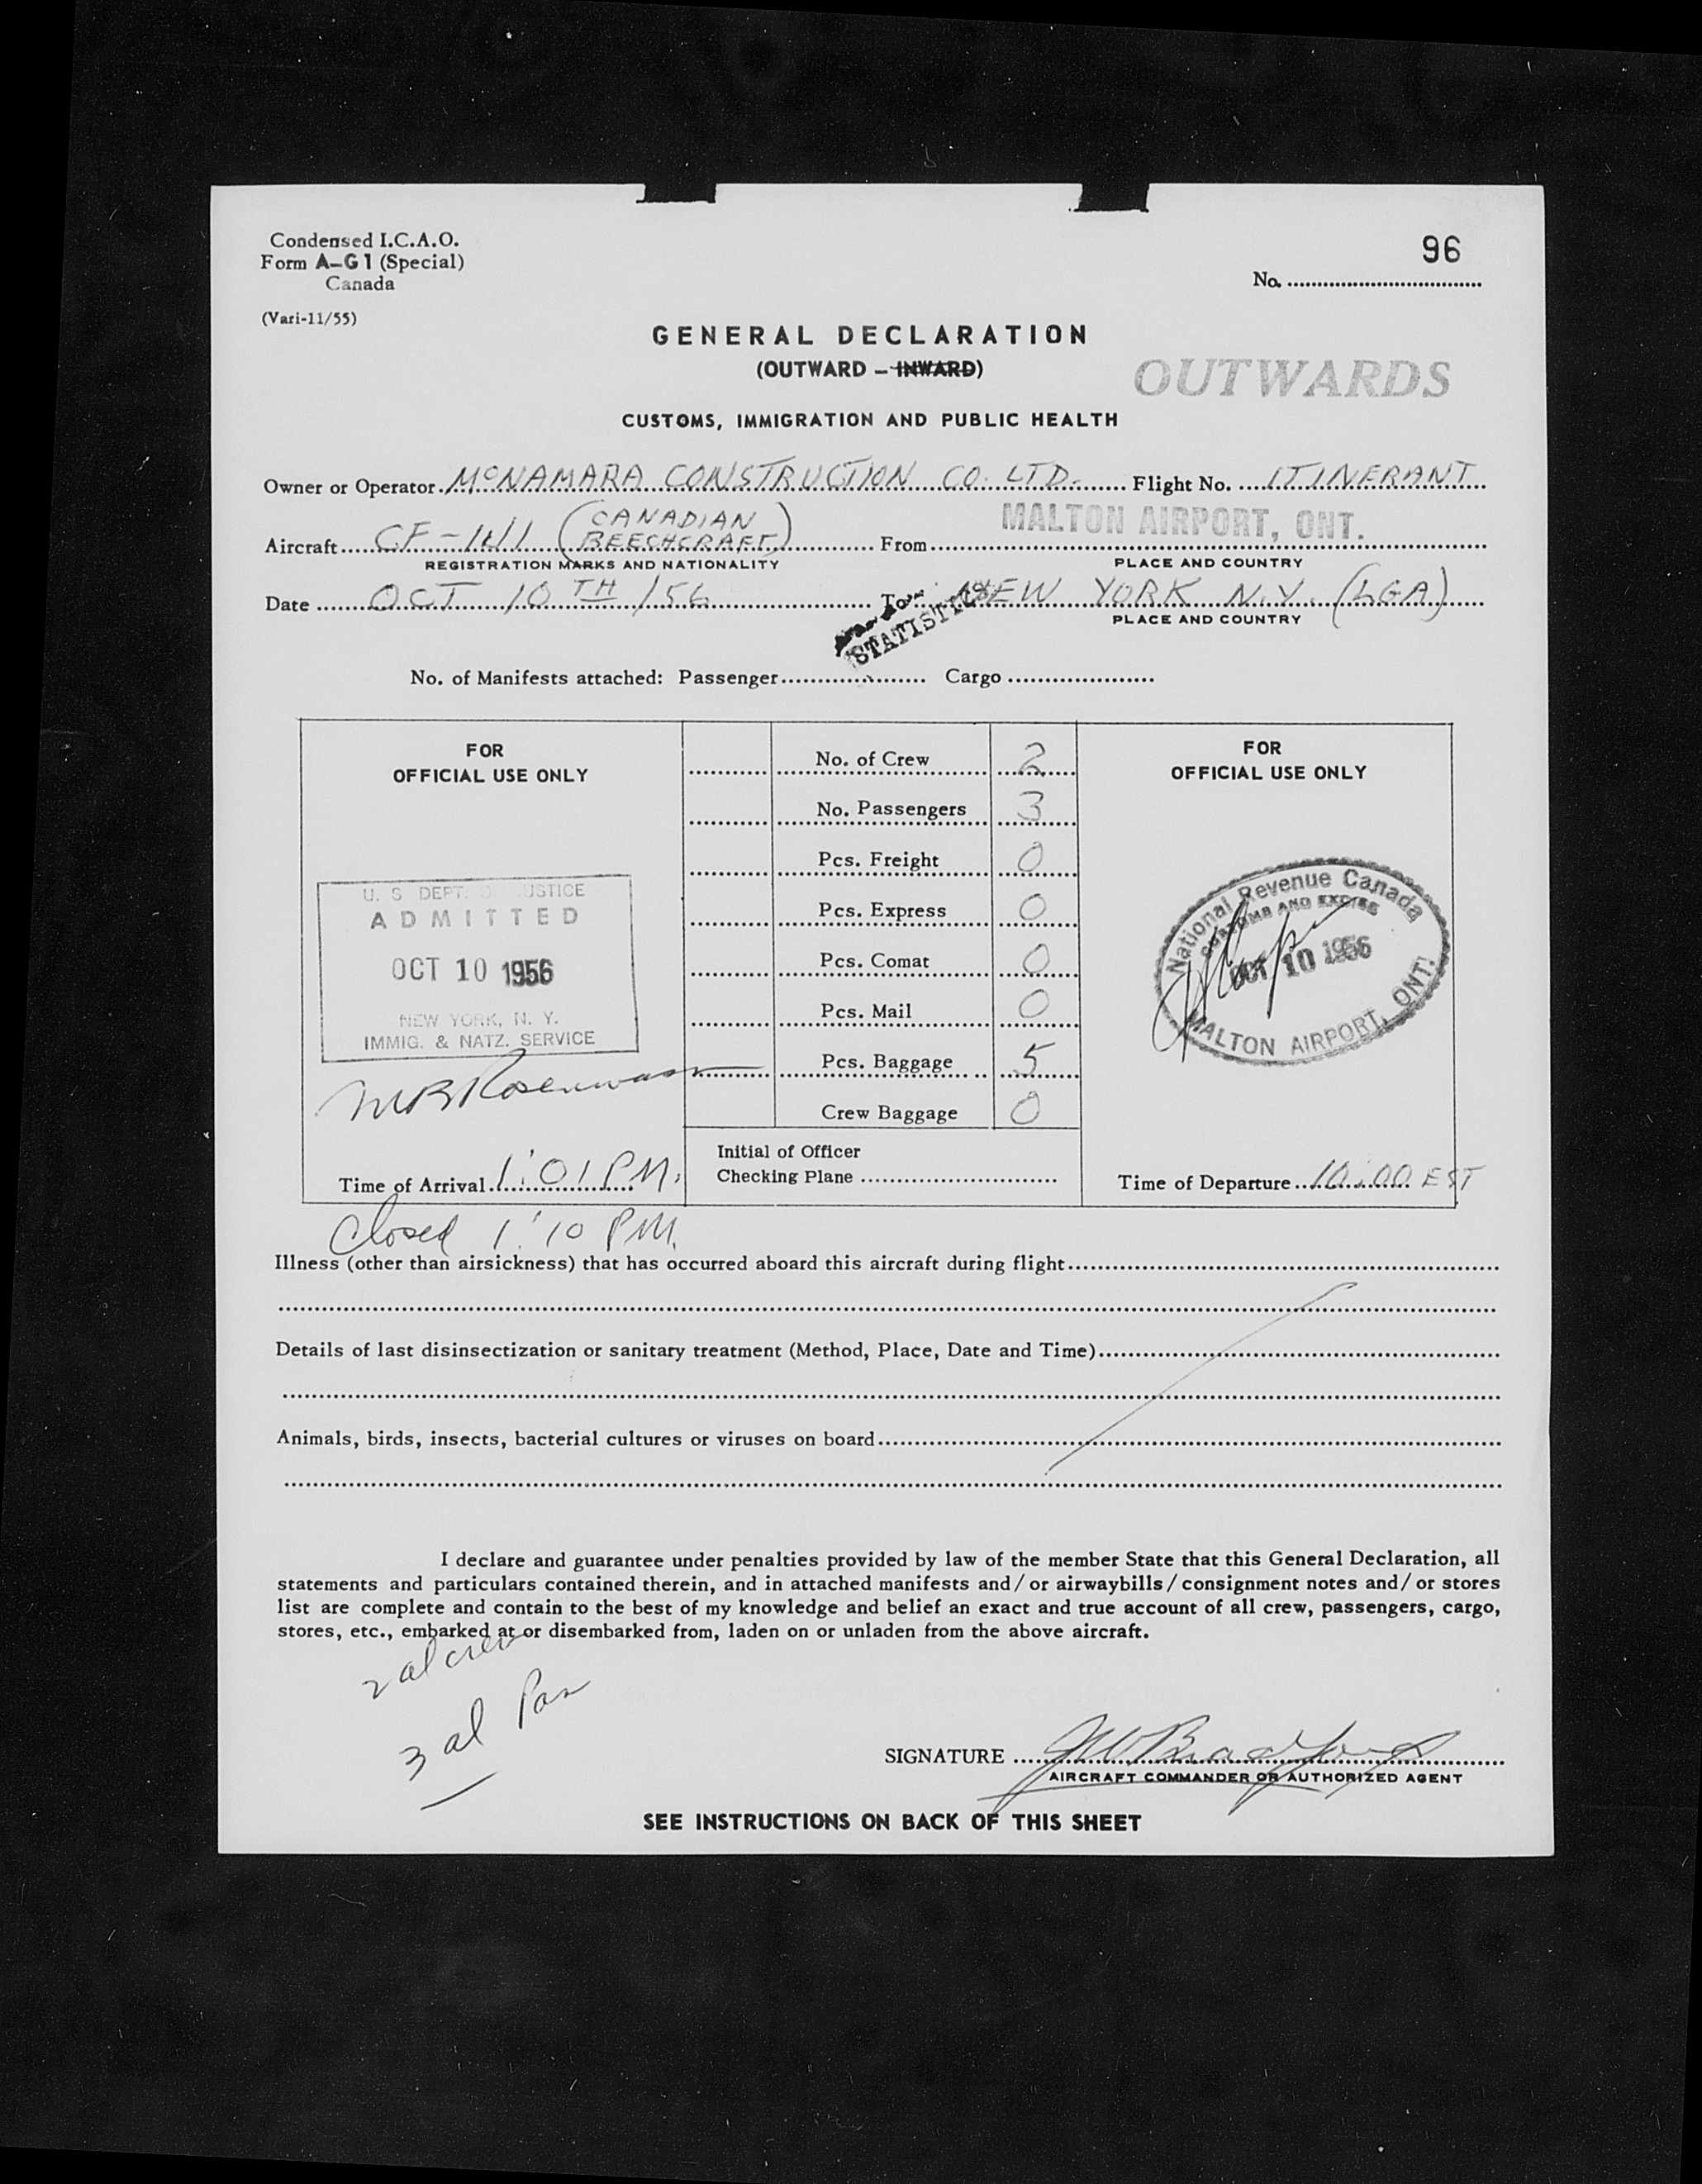 Condensed I.C.A.O.
Form A-G1 (Special)
Canada
(Vari-11/55)
96
No.
GENERAL DECLARATION
(OUTWARD - INWARD)
OUTWARDS
CUSTOMS, IMMIGRATION AND PUBLIC HEALTH
Owner or Operator McNAMARA CONSTRUCTION CO. LTD. Flight No. ITINERANT
Aircraft (CANADIAN BEECHCRAFT) From MALTON AIRPORT, ONT.
REGISTRATION MARKS AND NATIONALITY PLACE AND COUNTRY
Date OCT 10TH/56 To NEW YORK N.Y. (LGA)
PLACE AND COUNTRY
STATISTICS
No. of Manifests attached: Passenger Cargo
FOR
OFFICIAL USE ONLY
U. S. DEPT. OF JUSTICE
ADMITTED
OCT 10 1956
NEW YORK, N. Y.
IMMIG. & NATZ. SERVICE
Time of Arrival 1:01 P.M.
Closed 1:10 P.M.
No. of Crew 2
No. Passengers 3
Pcs. Freight 0
Pcs. Express 0
Pcs. Comat 0
Pcs. Mail 0
Pcs. Baggage 5
Crew Baggage 0
Initial of Officer
Checking Plane
FOR
OFFICIAL USE ONLY
National Revenue Canada
CUSTOMS AND EXCISE
OCT 10 1956
MALTON AIRPORT, ONT.
Time of Departure 10:00 EST
Illness (other than airsickness) that has occurred aboard this aircraft during flight
Details of last disinsectization or sanitary treatment (Method, Place, Date and Time)
Animals, birds, insects, bacterial cultures or viruses on board
I declare and guarantee under penalties provided by law of the member State that this General Declaration, all
statements and particulars contained therein, and in attached manifests and/or airwaybills/consignment notes and/or stores
list are complete and contain to the best of my knowledge and belief an exact and true account of all crew, passengers, cargo,
stores, etc., embarked at or disembarked from, laden on or unladen from the above aircraft.
2 al crew
3 al Pass
SIGNATURE JW Bradford
AIRCRAFT COMMANDER OR AUTHORIZED AGENT
SEE INSTRUCTIONS ON BACK OF THIS SHEET